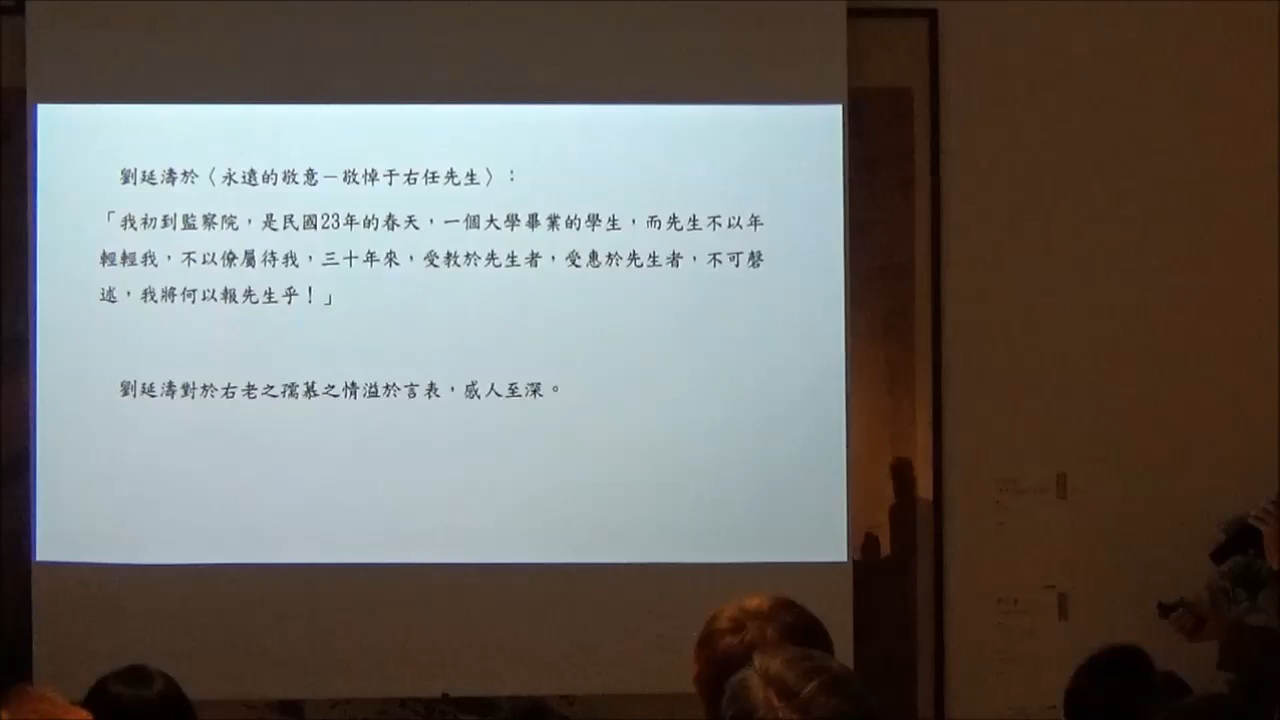 劉延濤於〈永遠的敬意－敬悼于右任先生〉：
「我初到監察院，是民國23年的春天，一個大學畢業的學生，而先生不以年
輕輕我，不以僚屬待我，三十年來，受教於先生者，受惠於先生者，不可磬
述，我將何以報先生乎！」
劉延濤對於右老之孺慕之情溢於言表，感人至深。